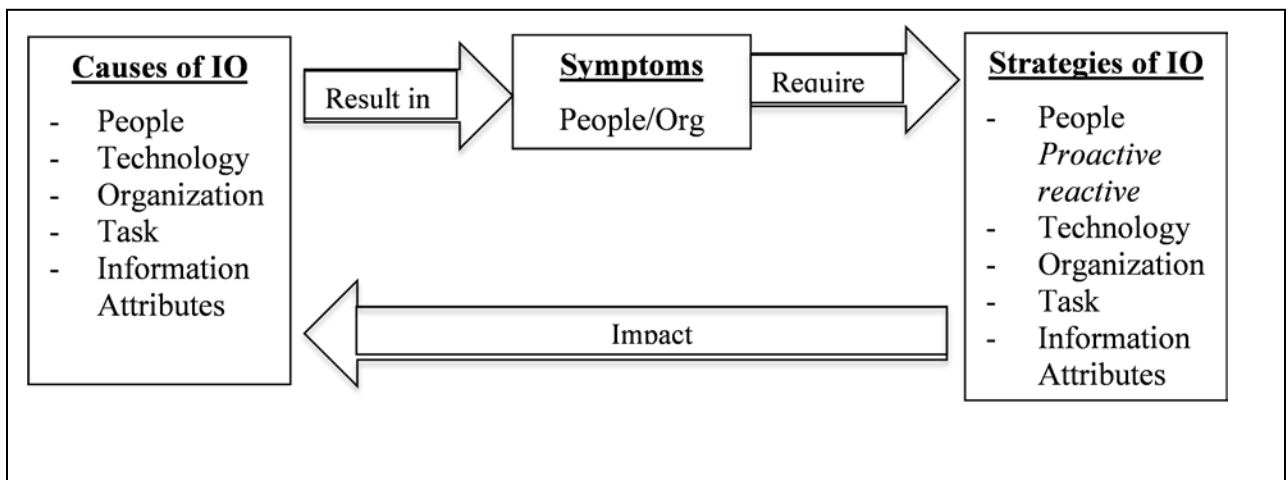 Causes of IO
- People
- Technology
- Organization
- Task
- Information
Attributes
Result in
Symptoms
People/Org
Require
Strategies of IO
- People
Proactive
reactive
- Technology
- Organization
- Task
- Information
Attributes
Impact